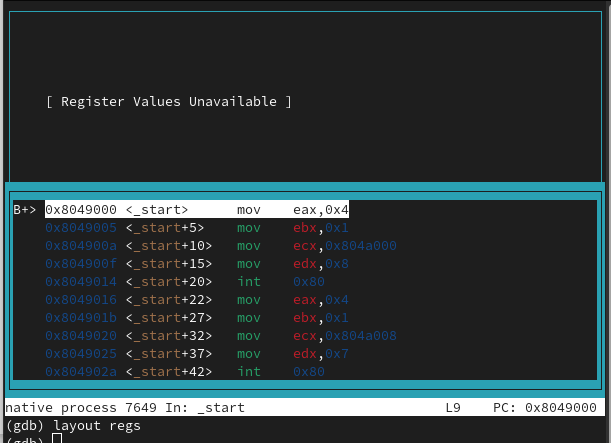 [ Register Values Unavailable ]
B+> 0x8049000 <_start> mov eax,0x4
0x8049005 <_start+5> mov ebx,0x1
0x804900a <_start+10> mov ecx,0x804a000
0x804900f <_start+15> mov edx,0x8
0x8049014 <_start+20> int 0x80
0x8049016 <_start+22> mov eax,0x4
0x804901b <_start+27> mov ebx,0x1
0x8049020 <_start+32> mov ecx,0x804a008
0x8049025 <_start+37> mov edx,0x7
0x804902a <_start+42> int 0x80
native process 7649 In: _start L9 PC: 0x8049000
(gdb) layout regs
(gdb)